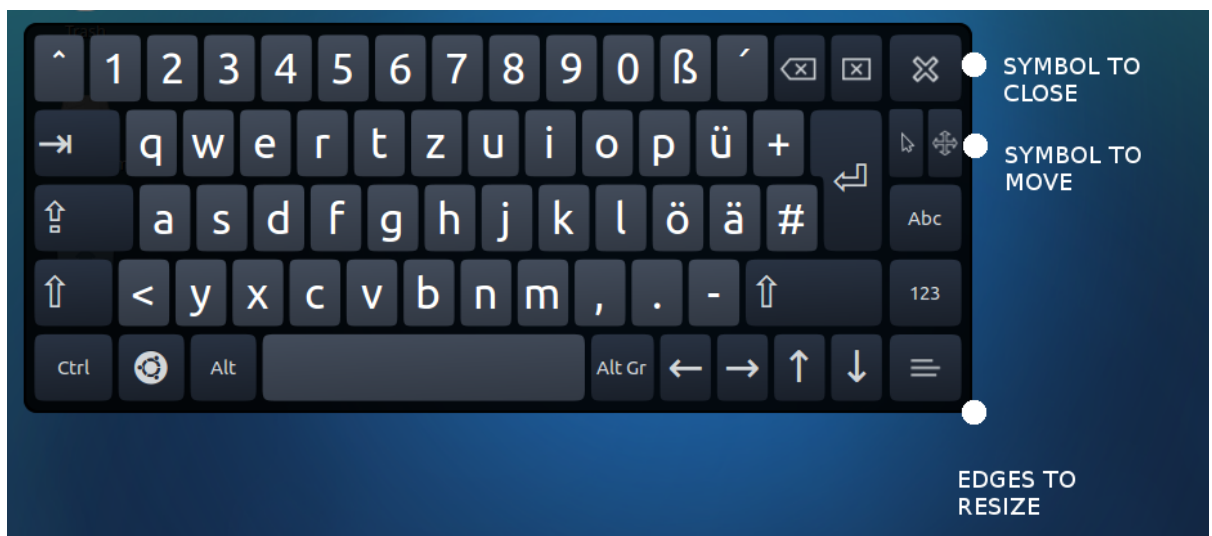 Trash
^ 1 2 3 4 5 6 7 8 9 0 ß ´
SYMBOL TO
CLOSE
q w e r t z u i o p ü +
SYMBOL TO
MOVE
a s d f g h j k l ö ä # Abc
< y x c v b n m , . - 123
Ctrl Alt Alt Gr ← → ↑ ↓
EDGES TO
RESIZE